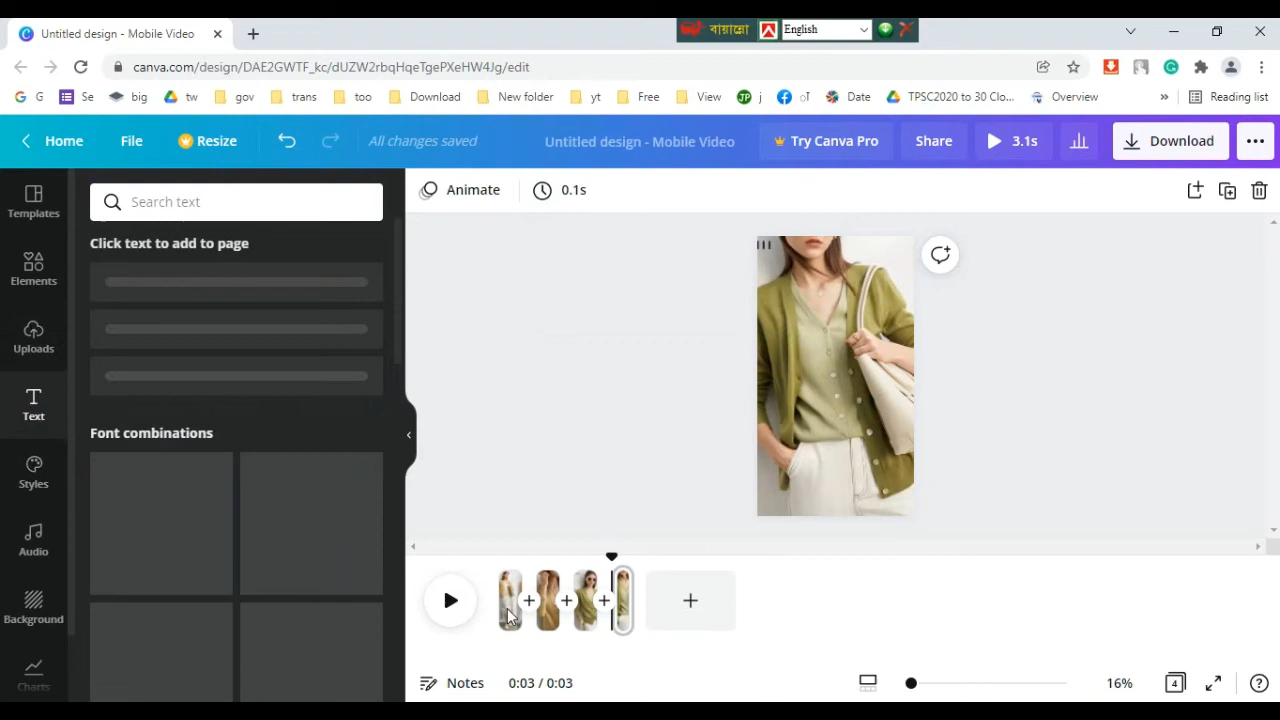 Untitled design - Mobile Video
বায়ান্নো
English
canva.com/design/DAE2GWTF_kc/dUZW2rbqHqeTgePXeHW4Jg/edit
G
Se
big
tw
gov
trans
too
Download
New folder
yt
Free
View
j
Date
TPSC2020 to 30 Clo...
Overview
»
Reading list
Home
File
Resize
All changes saved
Untitled design - Mobile Video
Try Canva Pro
Share
3.1s
Download
Templates
Search text
Animate
0.1s
Click text to add to page
Elements
Uploads
Text
Font combinations
Styles
Audio
Background
Charts
Notes
0:03 / 0:03
16%
4